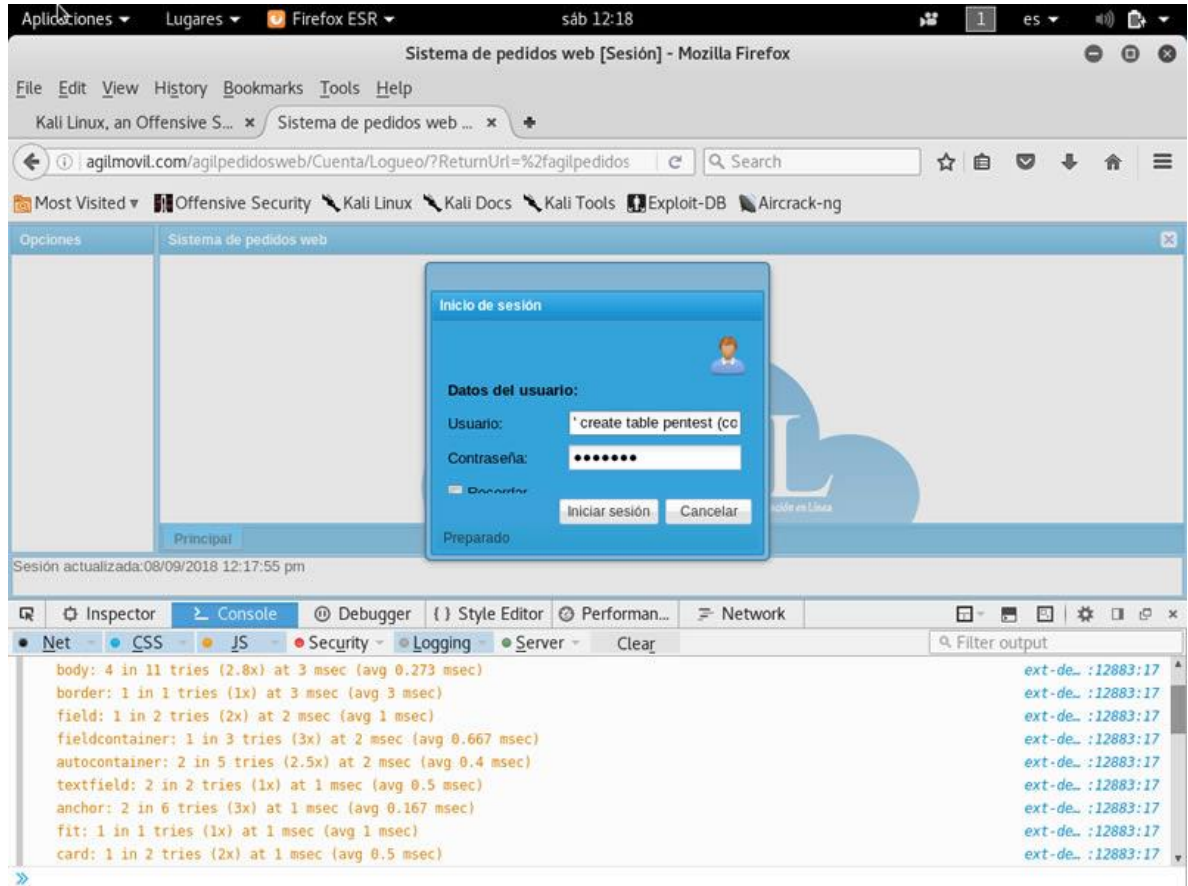 Aplicaciones Lugares Firefox ESR sáb 12:18 1 es
Sistema de pedidos web [Sesión] - Mozilla Firefox
File Edit View History Bookmarks Tools Help
Kali Linux, an Offensive S... Sistema de pedidos web ...
agilmovil.com/agilpedidosweb/Cuenta/Logueo/?ReturnUrl=%2fagilpedidos Search
Most Visited Offensive Security Kali Linux Kali Docs Kali Tools Exploit-DB Aircrack-ng
Opciones Sistema de pedidos web
Inicio de sesión
Datos del usuario:
Usuario: ' create table pentest (co
Contraseña: •••••••
Recordar
Iniciar sesión Cancelar
en Línea
Principal Preparado
Sesión actualizada:08/09/2018 12:17:55 pm
Inspector Console Debugger {} Style Editor Performan... Network
Net CSS JS Security Logging Server Clear Filter output
body: 4 in 11 tries (2.8x) at 3 msec (avg 0.273 msec) ext-de… :12883:17
border: 1 in 1 tries (1x) at 3 msec (avg 3 msec) ext-de… :12883:17
field: 1 in 2 tries (2x) at 2 msec (avg 1 msec) ext-de… :12883:17
fieldcontainer: 1 in 3 tries (3x) at 2 msec (avg 0.667 msec) ext-de… :12883:17
autocontainer: 2 in 5 tries (2.5x) at 2 msec (avg 0.4 msec) ext-de… :12883:17
textfield: 2 in 2 tries (1x) at 1 msec (avg 0.5 msec) ext-de… :12883:17
anchor: 2 in 6 tries (3x) at 1 msec (avg 0.167 msec) ext-de… :12883:17
fit: 1 in 1 tries (1x) at 1 msec (avg 1 msec) ext-de… :12883:17
card: 1 in 2 tries (2x) at 1 msec (avg 0.5 msec) ext-de… :12883:17